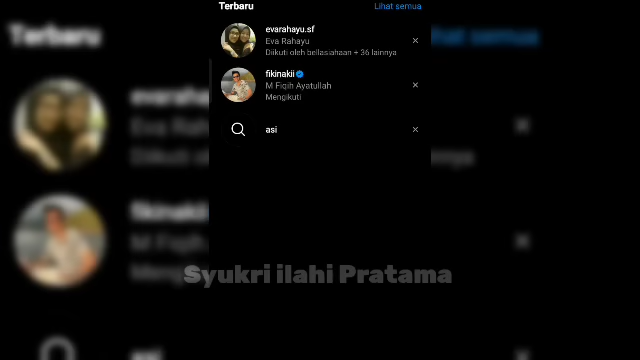 Terbaru
Lihat semua
evarahayu.sf
Eva Rahayu
Diikuti oleh bellasiahaan + 36 lainnya
fikinakii
M Fiqih Ayatullah
Mengikuti
asi
Syukri ilahi Pratama